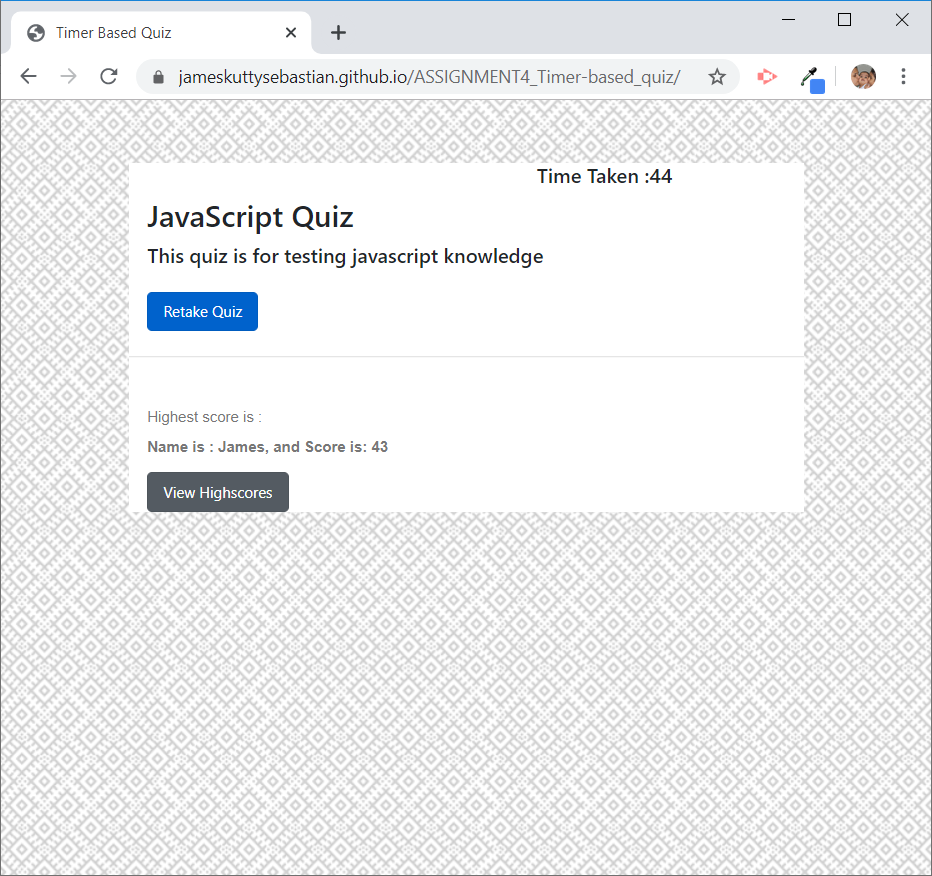 Timer Based Quiz
jameskuttysebastian.github.io/ASSIGNMENT4_Timer-based_quiz/
Time Taken :44
JavaScript Quiz
This quiz is for testing javascript knowledge
Retake Quiz
Highest score is :
Name is : James, and Score is: 43
View Highscores